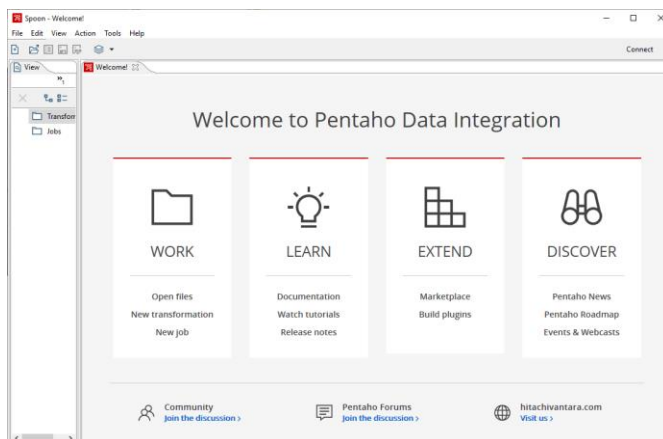 Spoon - Welcome!
File Edit View Action Tools Help
Connect
View
Welcome!
Transfor
Jobs
Welcome to Pentaho Data Integration
WORK
Open files
New transformation
New job
LEARN
Documentation
Watch tutorials
Release notes
EXTEND
Marketplace
Build plugins
DISCOVER
Pentaho News
Pentaho Roadmap
Events & Webcasts
Community
Join the discussion >
Pentaho Forums
Join the discussion >
hitachivantara.com
Visit us >